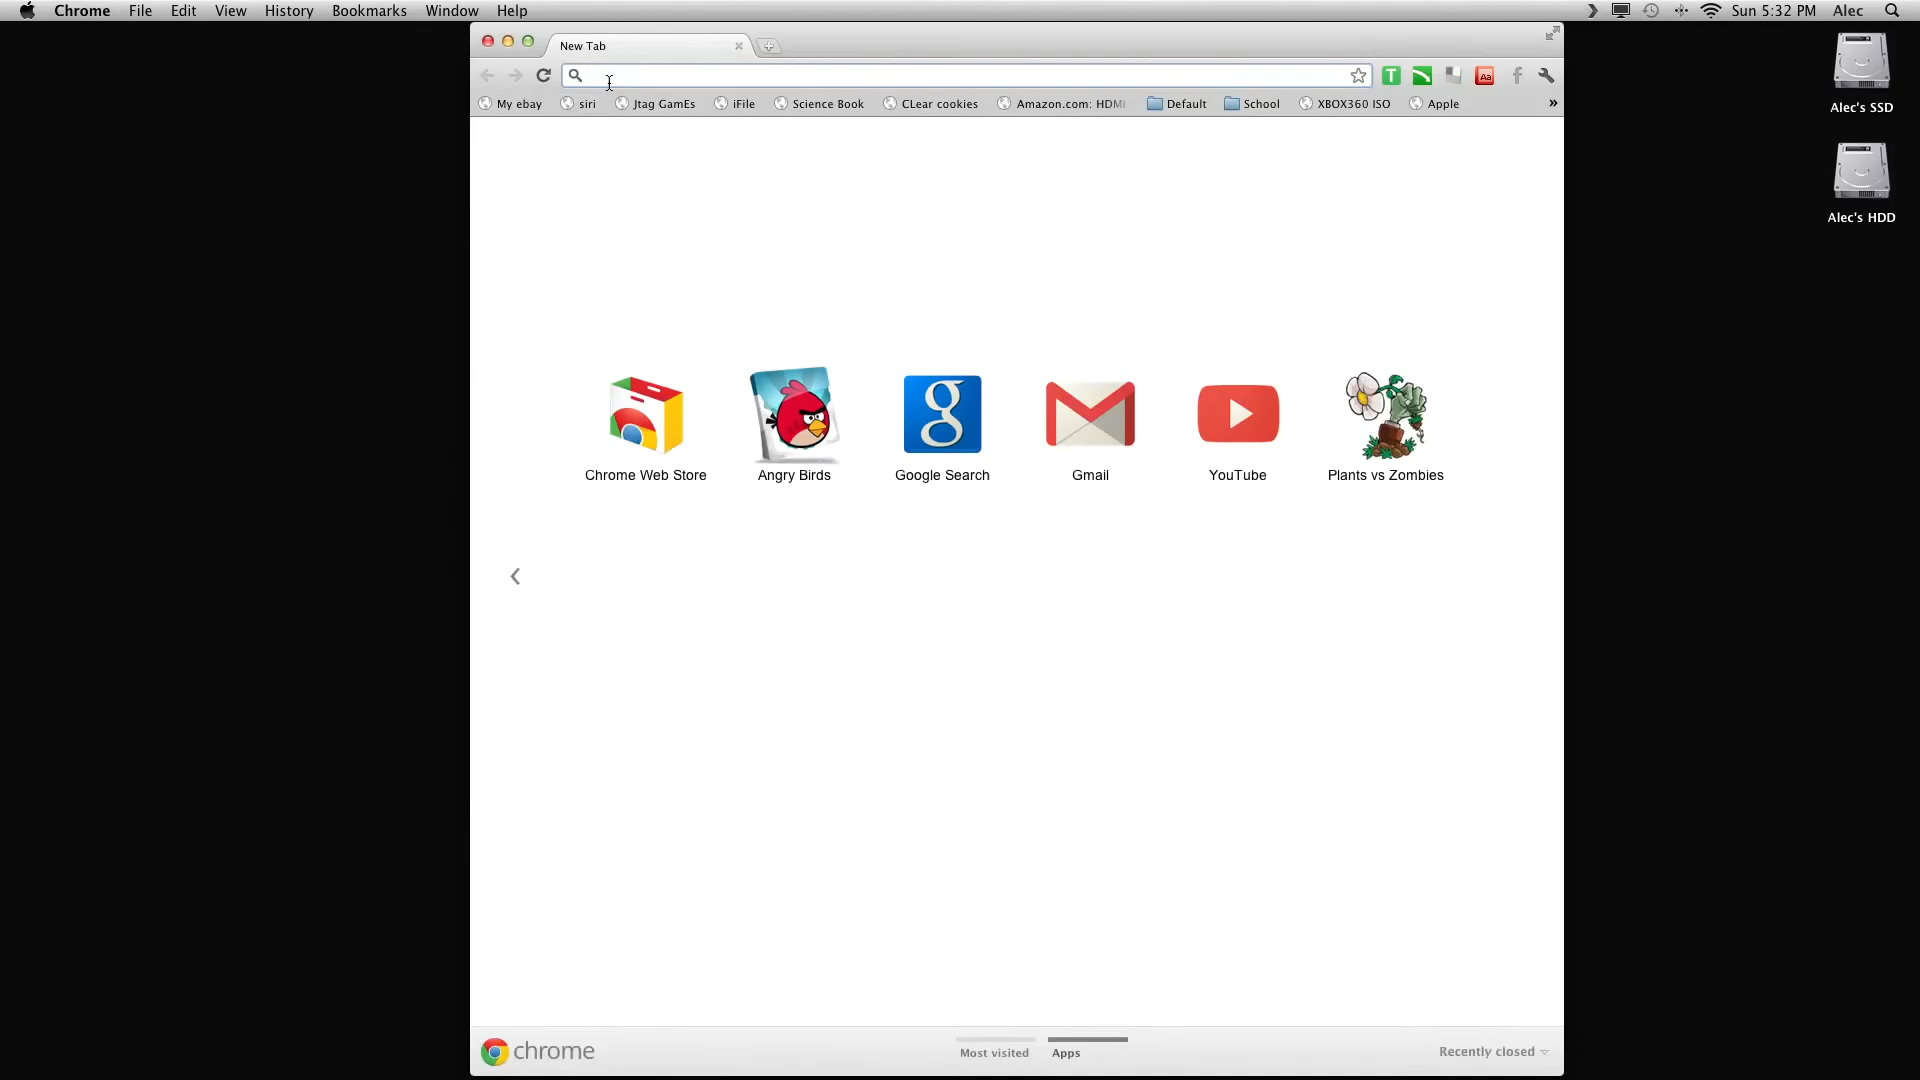 Chrome File Edit View History Bookmarks Window Help Sun 5:32 PM Alec
New Tab
T Aa f
My ebay siri Jtag GamEs iFile Science Book CLear cookies Amazon.com: HDMI Default School XBOX360 ISO Apple »
Alec's SSD
Alec's HDD
g
Chrome Web Store Angry Birds Google Search Gmail YouTube Plants vs Zombies
chrome Most visited Apps Recently closed